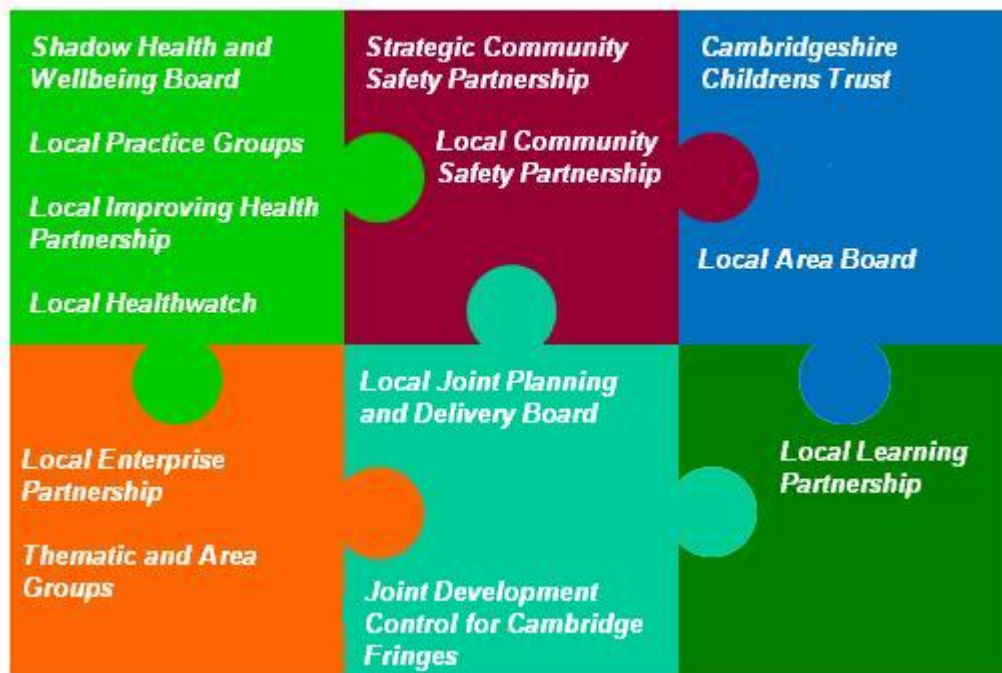 Shadow Health and
Wellbeing Board
Local Practice Groups
Local Improving Health
Partnership
Local Healthwatch
Strategic Community
Safety Partnership
Local Community
Safety Partnership
Cambridgeshire
Childrens Trust
Local Area Board
Local Enterprise
Partnership
Thematic and Area
Groups
Local Joint Planning
and Delivery Board
Joint Development
Control for Cambridge
Fringes
Local Learning
Partnership